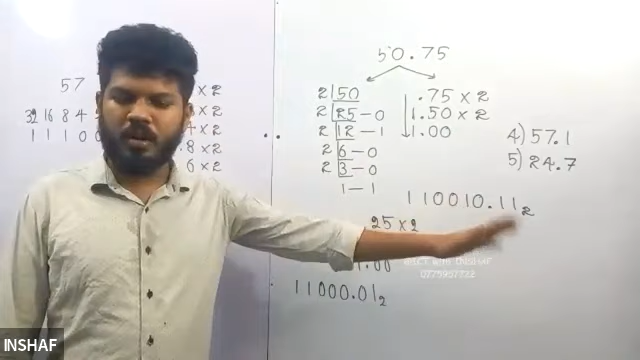 57
32 16 8 4
1 1 1 0 0
x 2
x 2
x 2
.8 x 2
6 x 2
50.75
2 50
2 25 – 0
2 12 – 1
2 6 – 0
2 3 – 0
1 – 1
.75 x 2
1.50 x 2
1.00
110010.11₂
4) 57.1
5) 24.7
25 x 2
1.00
11000.01₂
0775957722
INSHAF